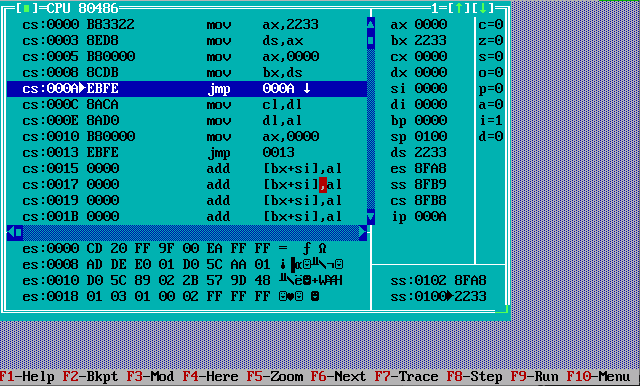 [■]=CPU 80486 1=[↑][↓]
cs:0000 B83322 mov ax,2233 ax 0000 c=0
cs:0003 8ED8 mov ds,ax bx 2233 z=0
cs:0005 B80000 mov ax,0000 cx 0000 s=0
cs:0008 8CDB mov bx,ds dx 0000 o=0
cs:000A►EBFE jmp 000A ↓ si 0000 p=0
cs:000C 8ACA mov cl,dl di 0000 a=0
cs:000E 8AD0 mov dl,al bp 0000 i=1
cs:0010 B80000 mov ax,0000 sp 0100 d=0
cs:0013 EBFE jmp 0013 ds 2233
cs:0015 0000 add [bx+si],al es 8FA8
cs:0017 0000 add [bx+si],al ss 8FB9
cs:0019 0000 add [bx+si],al cs 8FB8
cs:001B 0000 add [bx+si],al ip 000A
es:0000 CD 20 FF 9F 00 EA FF FF = ƒ Ω
es:0008 AD DE E0 01 D0 5C AA 01 ss:0102 8FA8
es:0010 D0 5C 89 02 2B 57 9D 48 ss:0100►2233
es:0018 01 03 01 00 02 FF FF FF ☺♥☺ ☻
F1-Help F2-Bkpt F3-Mod F4-Here F5-Zoom F6-Next F7-Trace F8-Step F9-Run F10-Menu